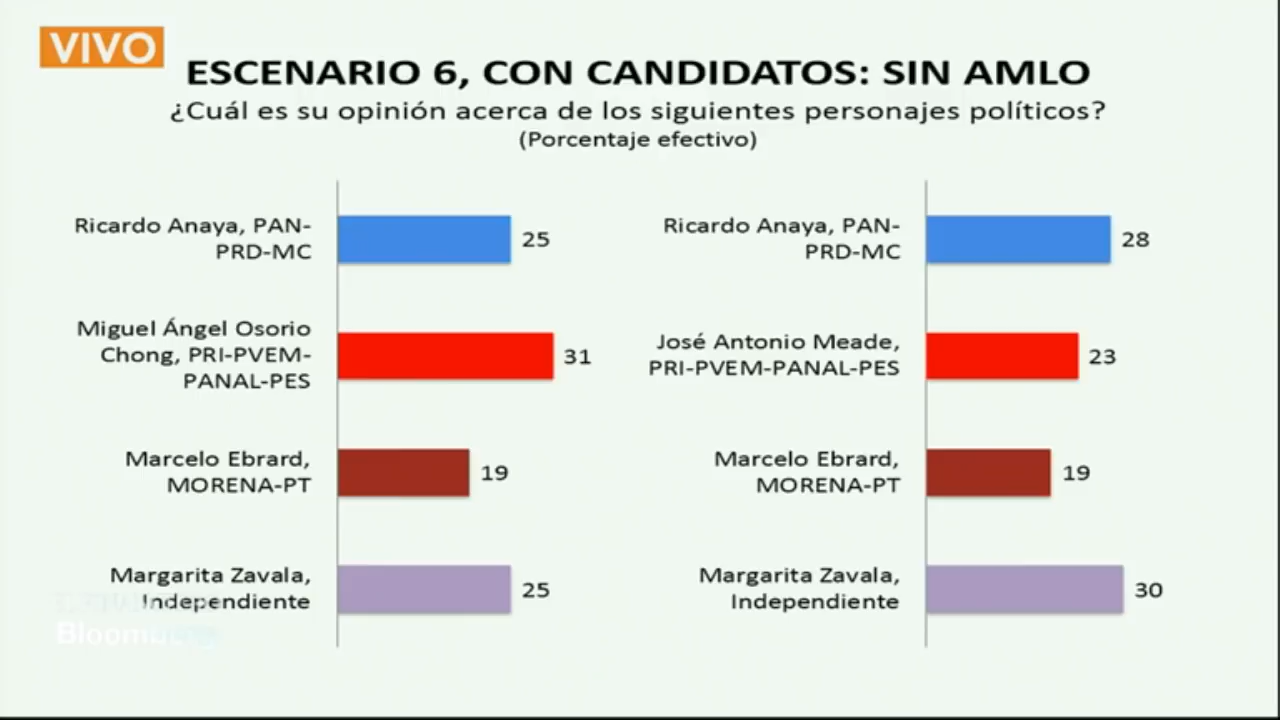 VIVO
ESCENARIO 6, CON CANDIDATOS: SIN AMLO
¿Cuál es su opinión acerca de los siguientes personajes políticos?
(Porcentaje efectivo)
Ricardo Anaya, PAN-
PRD-MC
25
Miguel Ángel Osorio
Chong, PRI-PVEM-
PANAL-PES
31
Marcelo Ebrard,
MORENA-PT
19
Margarita Zavala,
Independiente
25
Ricardo Anaya, PAN-
PRD-MC
28
José Antonio Meade,
PRI-PVEM-PANAL-PES
23
Marcelo Ebrard,
MORENA-PT
19
Margarita Zavala,
Independiente
30
Bloomberg